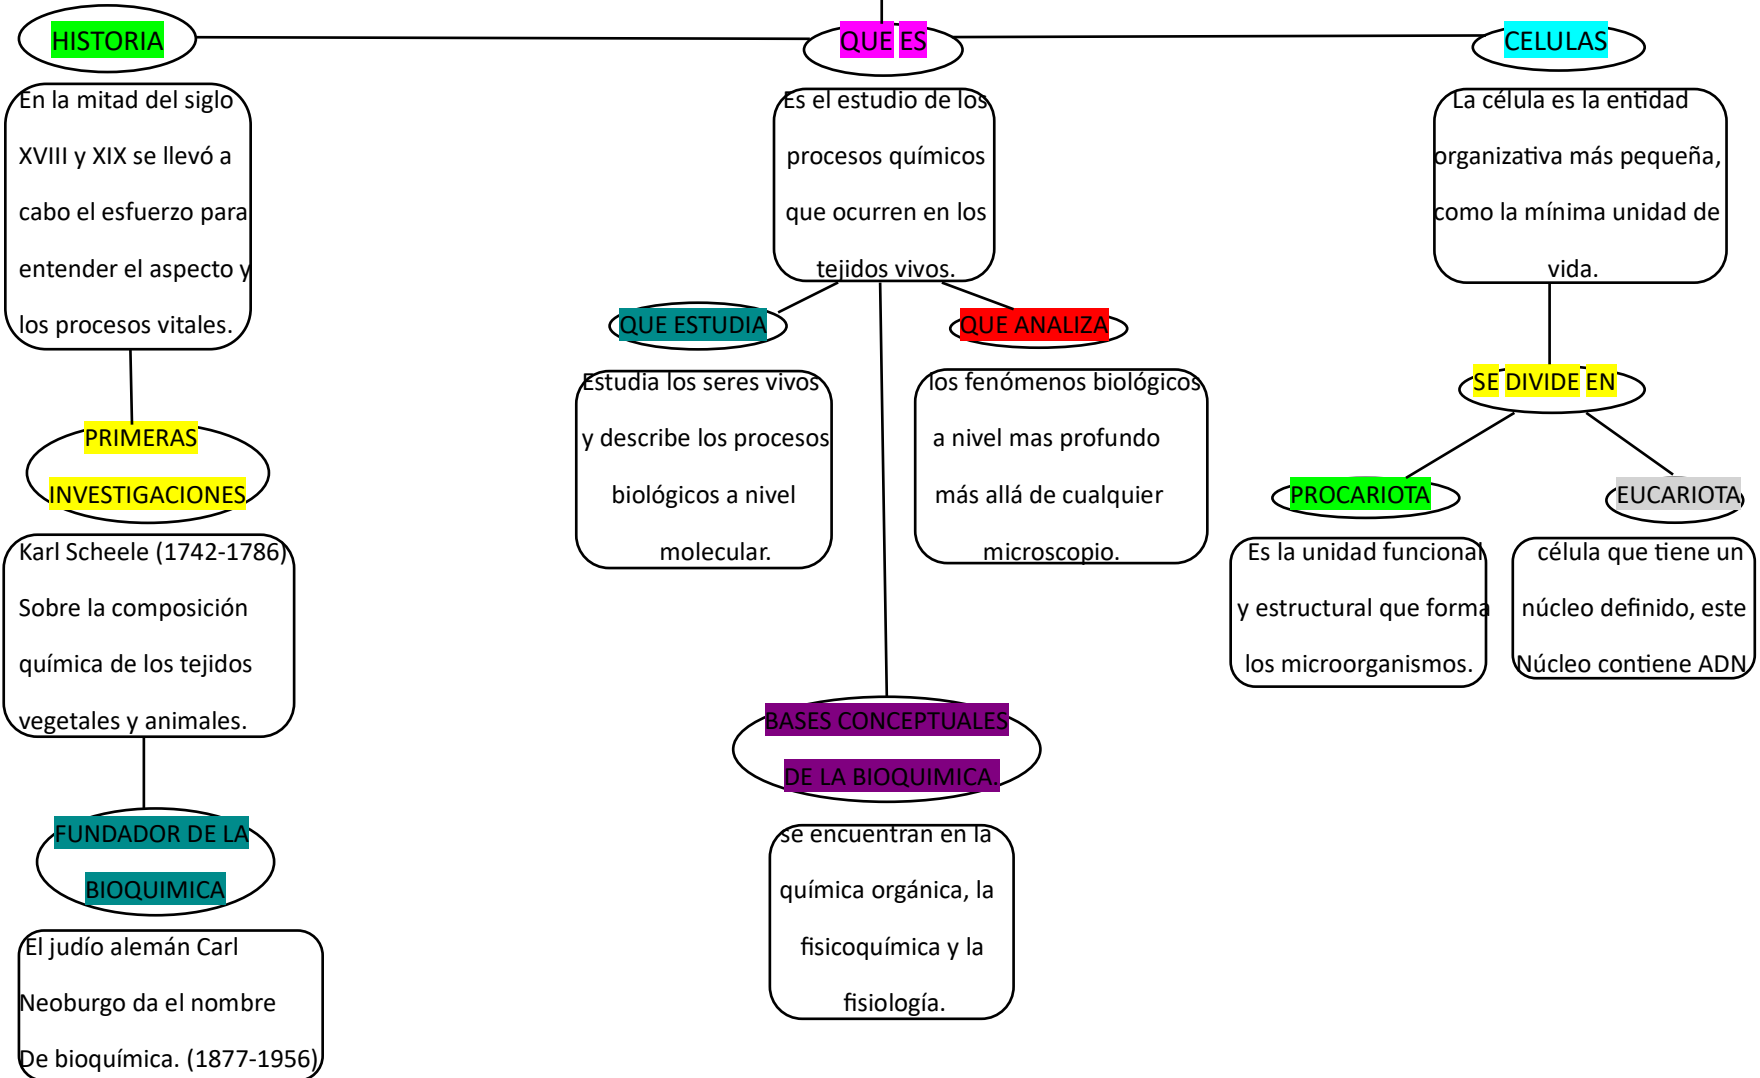 HISTORIA
En la mitad del siglo
XVIII y XIX se llevó a
cabo el esfuerzo para
entender el aspecto y
los procesos vitales.
PRIMERAS
INVESTIGACIONES
Karl Scheele (1742-1786)
Sobre la composición
química de los tejidos
vegetales y animales.
FUNDADOR DE LA
BIOQUIMICA
El judío alemán Carl
Neoburgo da el nombre
De bioquímica. (1877-1956)
QUE ES
Es el estudio de los
procesos químicos
que ocurren en los
tejidos vivos.
QUE ESTUDIA
Estudia los seres vivos
y describe los procesos
biológicos a nivel
molecular.
QUE ANALIZA
los fenómenos biológicos
a nivel mas profundo
más allá de cualquier
microscopio.
BASES CONCEPTUALES
DE LA BIOQUIMICA.
se encuentran en la
química orgánica, la
fisicoquímica y la
fisiología.
CELULAS
La célula es la entidad
organizativa más pequeña,
como la mínima unidad de
vida.
SE DIVIDE EN
PROCARIOTA
Es la unidad funcional
y estructural que forma
los microorganismos.
EUCARIOTA
célula que tiene un
núcleo definido, este
Núcleo contiene ADN